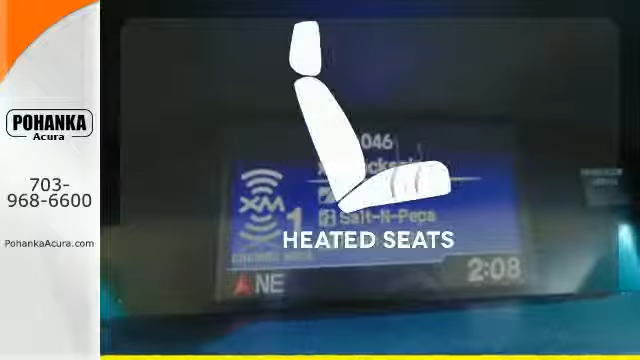 POHANKA
Acura
703-
968-6600
PohankaAcura.com
046
XM
1
Salt-N-Pepa
HEATED SEATS
2:08
NE